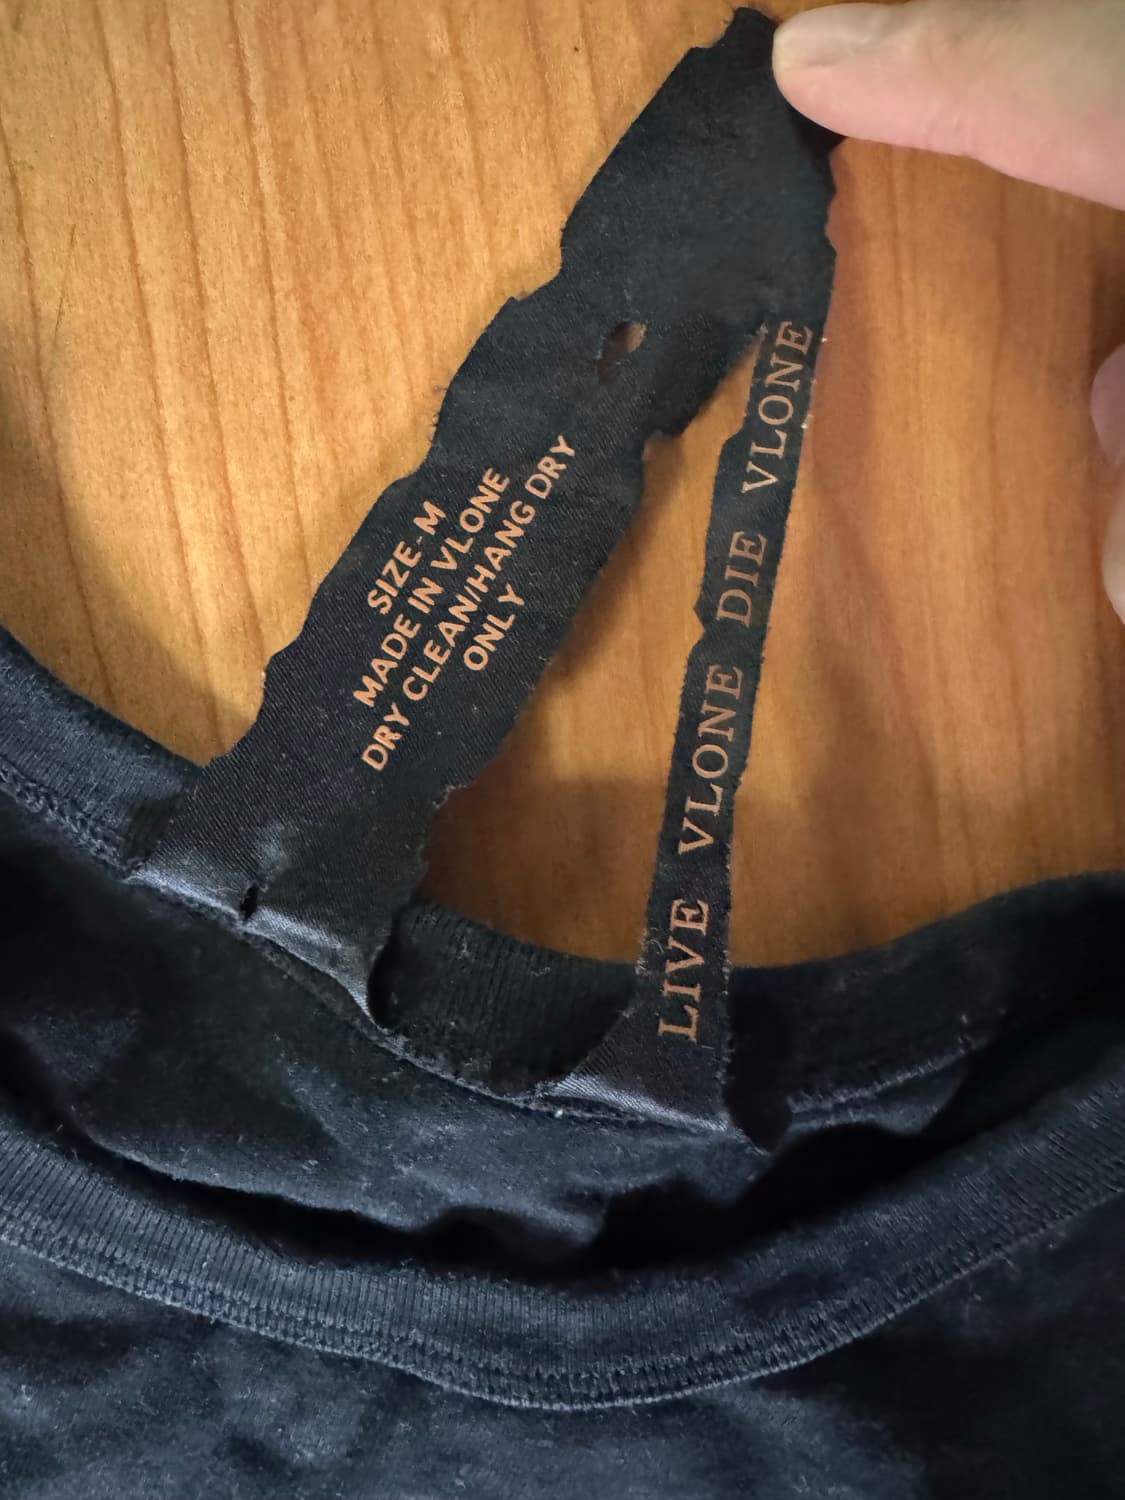 SIZE-M
MADE IN VLONE
DRY CLEAN/HANG DRY
ONLY
LIVE VLONE DIE VLONE